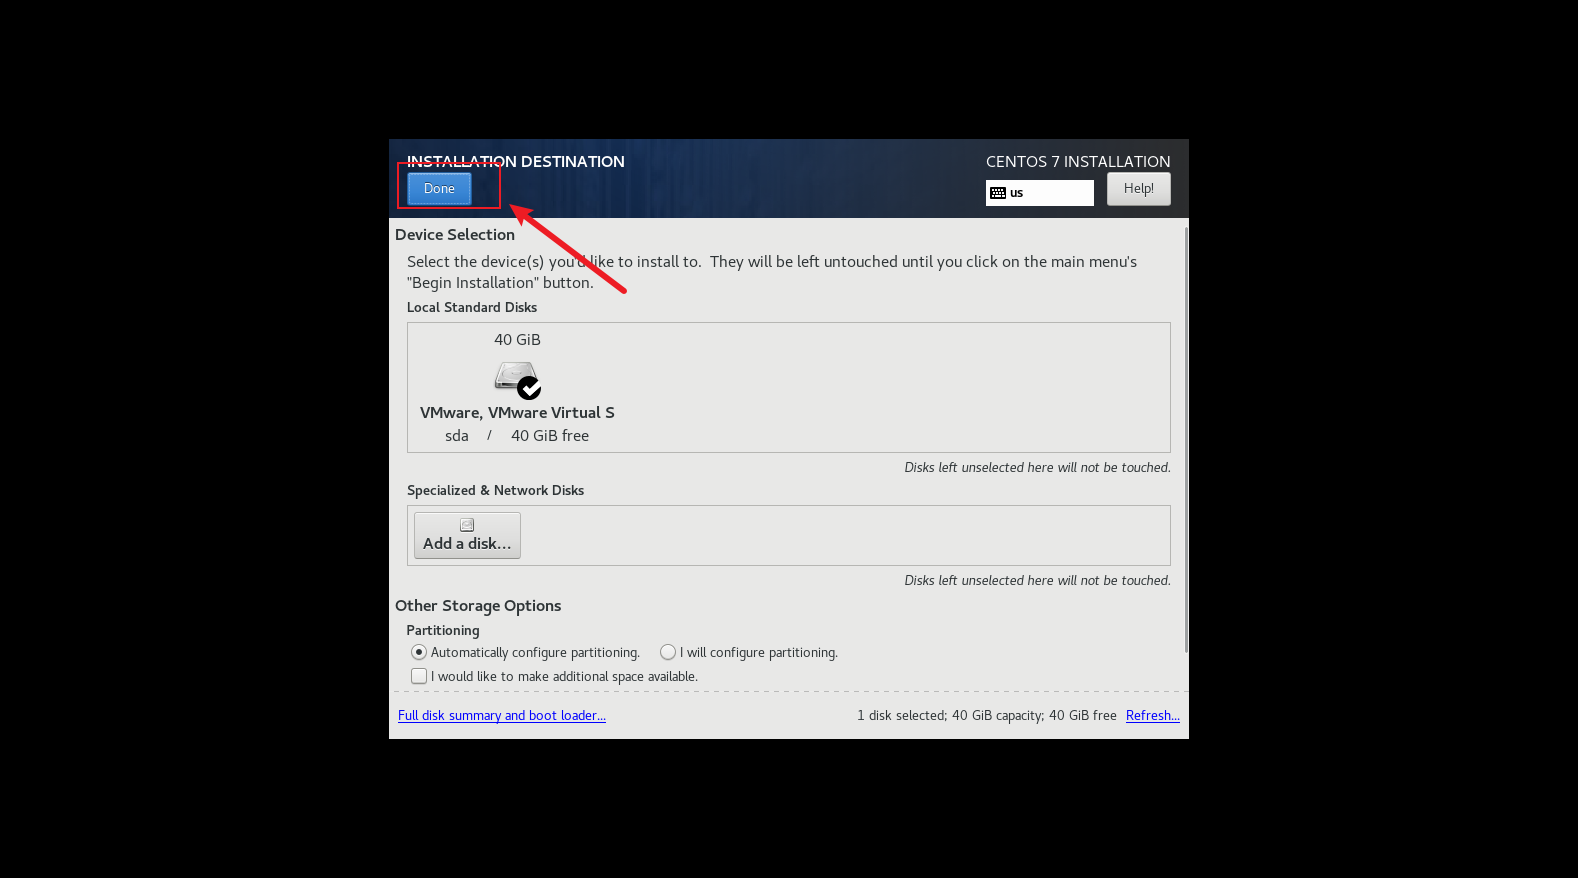 INSTALLATION DESTINATION
CENTOS 7 INSTALLATION
Done
us
Help!
Device Selection
Select the device(s) you'd like to install to.  They will be left untouched until you click on the main menu's
"Begin Installation" button.
Local Standard Disks
40 GiB
VMware, VMware Virtual S
sda / 40 GiB free
Disks left unselected here will not be touched.
Specialized & Network Disks
Add a disk...
Disks left unselected here will not be touched.
Other Storage Options
Partitioning
Automatically configure partitioning. I will configure partitioning.
I would like to make additional space available.
Full disk summary and boot loader... 1 disk selected; 40 GiB capacity; 40 GiB free Refresh...